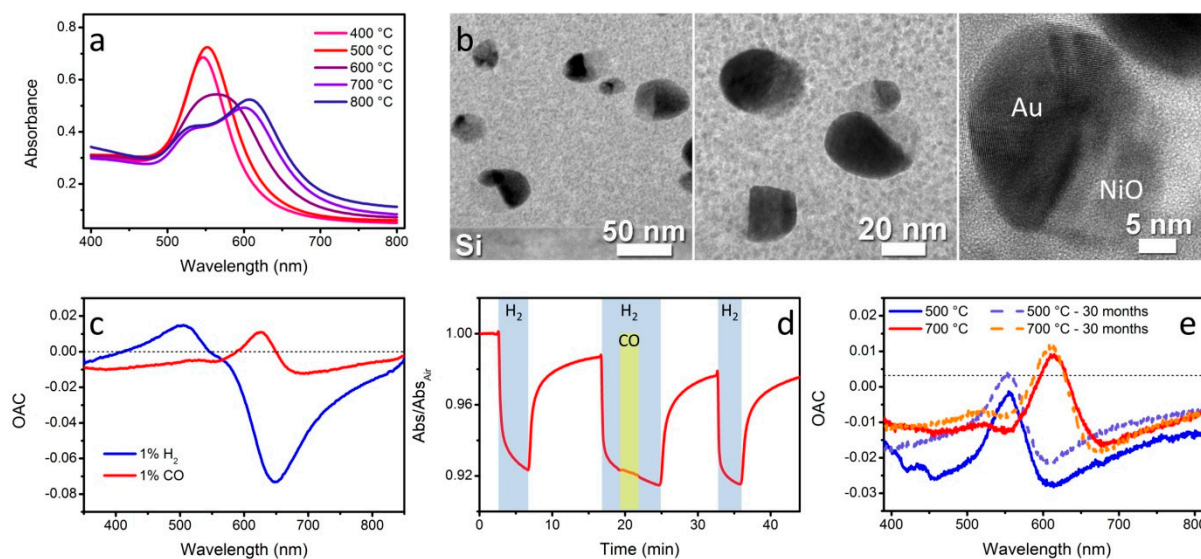 a
400 °C
500 °C
600 °C
700 °C
800 °C
0.8
0.6
0.4
0.2
Absorbance
400 500 600 700 800
Wavelength (nm)
b
Si
50 nm
20 nm
Au
NiO
5 nm
c
0.02
0.00
-0.02
-0.04
-0.06
-0.08
OAC
1% H₂
1% CO
400 500 600 700 800
Wavelength (nm)
d
H₂ H₂ H₂
CO
1.00
0.96
0.92
Abs/Abs_Air
0 10 20 30 40
Time (min)
500 °C 500 °C - 30 months
700 °C 700 °C - 30 months
e
0.02
0.01
0.00
-0.01
-0.02
-0.03
OAC
400 500 600 700 800
Wavelength (nm)